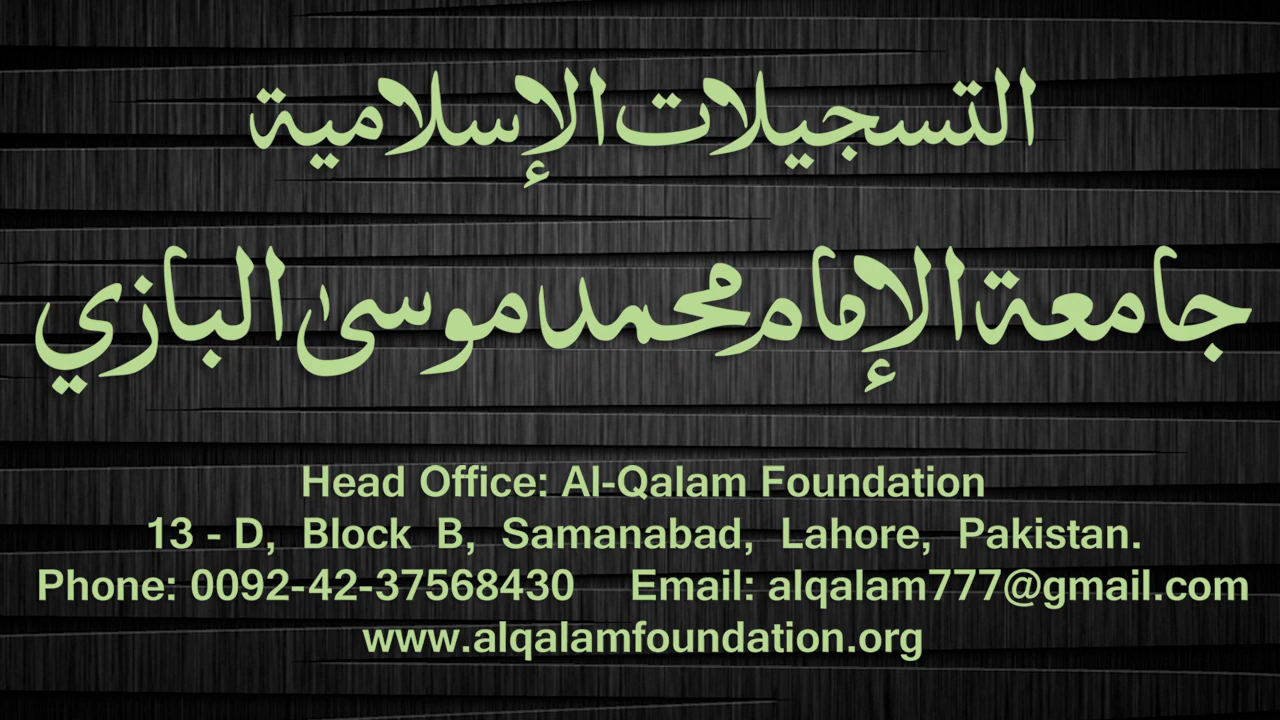 التسجيلات الإسلامية
جامعة الإمام محمد موسىٰ البازي
Head Office: Al-Qalam Foundation
13 - D, Block B, Samanabad, Lahore, Pakistan.
Phone: 0092-42-37568430 Email: alqalam777@gmail.com
www.alqalamfoundation.org